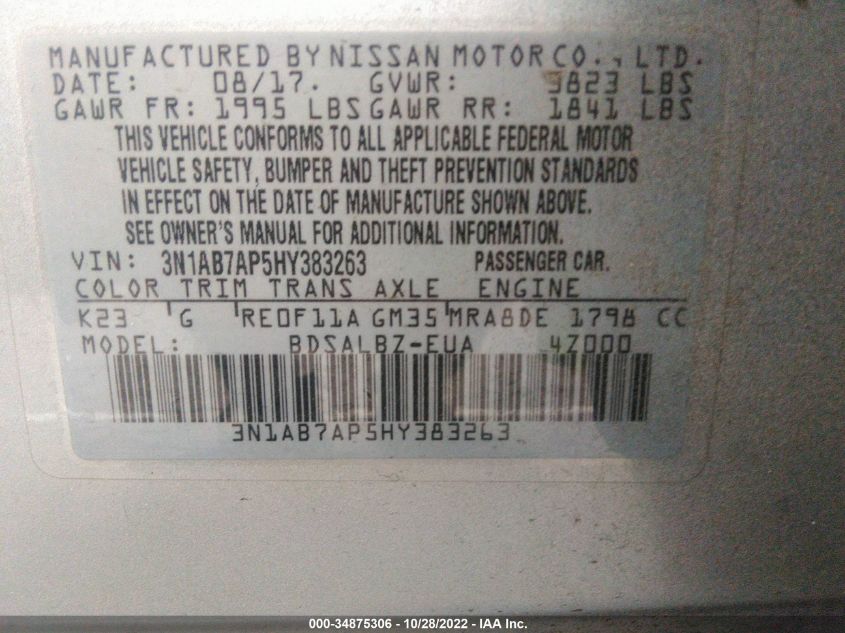 MANUFACTURED BY NISSAN MOTOR CO., LTD.
DATE: 08/17. GVWR: 3823 LBS
GAWR FR: 1995 LBS GAWR RR: 1841 LBS
THIS VEHICLE CONFORMS TO ALL APPLICABLE FEDERAL MOTOR
VEHICLE SAFETY, BUMPER AND THEFT PREVENTION STANDARDS
IN EFFECT ON THE DATE OF MANUFACTURE SHOWN ABOVE.
SEE OWNER'S MANUAL FOR ADDITIONAL INFORMATION.
VIN: 3N1AB7AP5HY383263 PASSENGER CAR.
COLOR TRIM TRANS AXLE ENGINE
K23 G RE0F11A GM35 MRA8DE 1798 CC
MODEL: BDSALBZ-EUA 4Z000
3N1AB7AP5HY383263
000-34875306 - 10/28/2022 - IAA Inc.